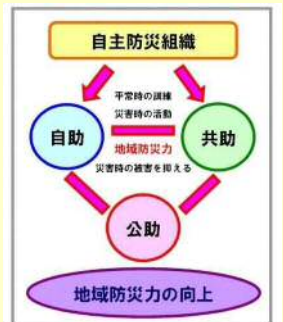 自主防災組織
平常時の訓練
災害時の活動
自助
地域防災力
共助
災害時の被害を抑える
公助
地域防災力の向上